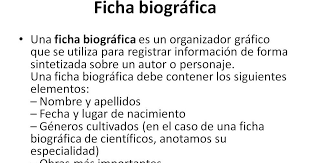 Ficha biográfica
• Una ficha biográfica es un organizador gráfico
que se utiliza para registrar información de forma
sintetizada sobre un autor o personaje.
Una ficha biográfica debe contener los siguientes
elementos:
– Nombre y apellidos
– Fecha y lugar de nacimiento
– Géneros cultivados (en el caso de una ficha
biográfica de científicos, anotamos su
especialidad)
– Obras más importantes